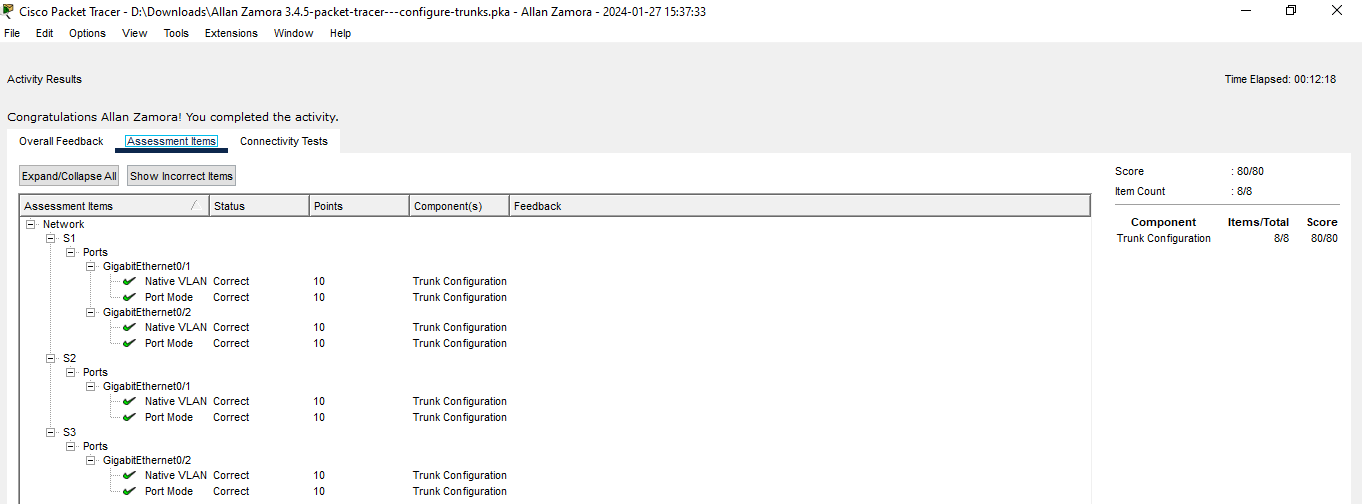 Cisco Packet Tracer - D:\Downloads\Allan Zamora 3.4.5-packet-tracer---configure-trunks.pka - Allan Zamora - 2024-01-27 15:37:33
File Edit Options View Tools Extensions Window Help
Activity Results
Time Elapsed: 00:12:18
Congratulations Allan Zamora! You completed the activity.
Overall Feedback Assessment Items Connectivity Tests
Expand/Collapse All Show Incorrect Items
Assessment Items Status Points Component(s) Feedback
Network
S1
Ports
GigabitEthernet0/1
Native VLAN Correct 10 Trunk Configuration
Port Mode Correct 10 Trunk Configuration
GigabitEthernet0/2
Native VLAN Correct 10 Trunk Configuration
Port Mode Correct 10 Trunk Configuration
S2
Ports
GigabitEthernet0/1
Native VLAN Correct 10 Trunk Configuration
Port Mode Correct 10 Trunk Configuration
S3
Ports
GigabitEthernet0/2
Native VLAN Correct 10 Trunk Configuration
Port Mode Correct 10 Trunk Configuration
Score : 80/80
Item Count : 8/8
Component Items/Total Score
Trunk Configuration 8/8 80/80